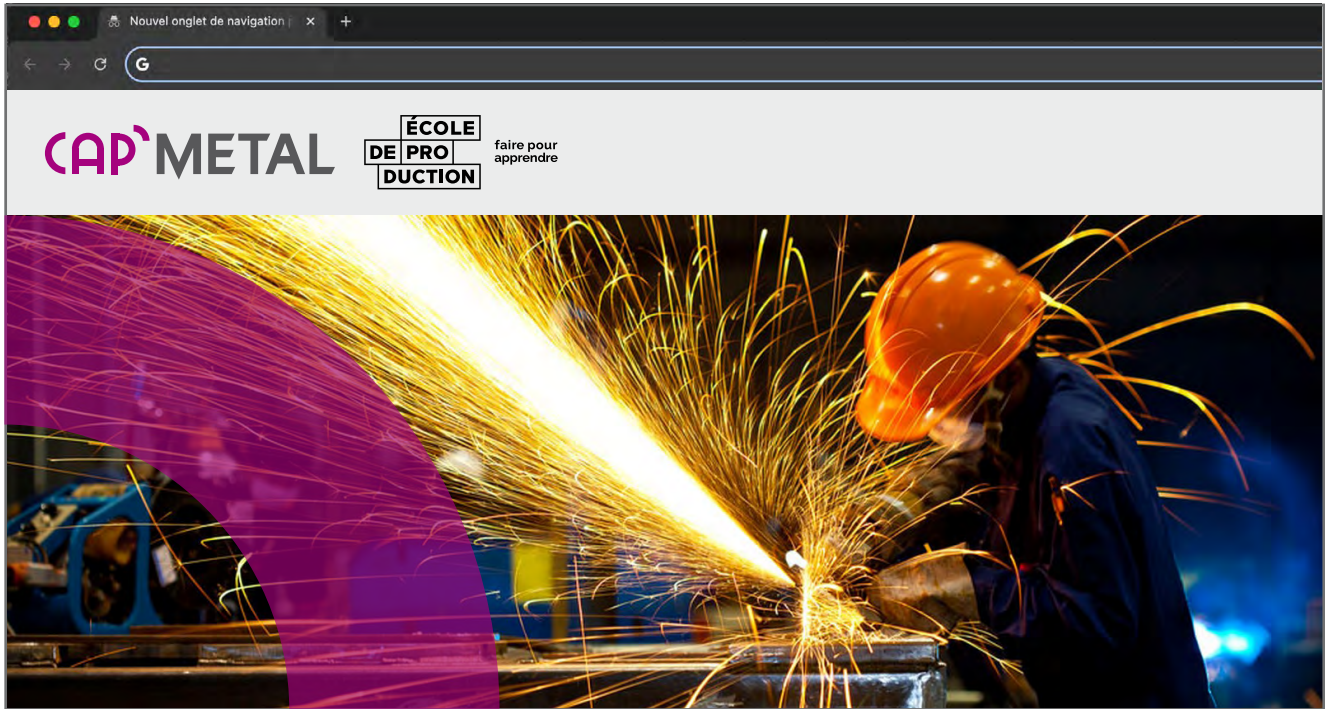 Nouvel onglet de navigation
G
CAP'METAL
ÉCOLE
DE PRO
DUCTION
faire pour
apprendre